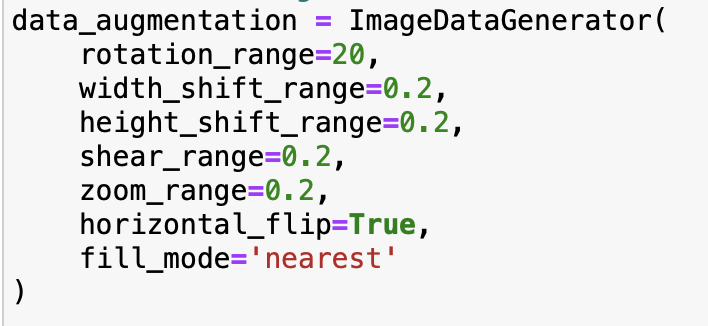 data_augmentation = ImageDataGenerator(
    rotation_range=20,
    width_shift_range=0.2,
    height_shift_range=0.2,
    shear_range=0.2,
    zoom_range=0.2,
    horizontal_flip=True,
    fill_mode='nearest'
)